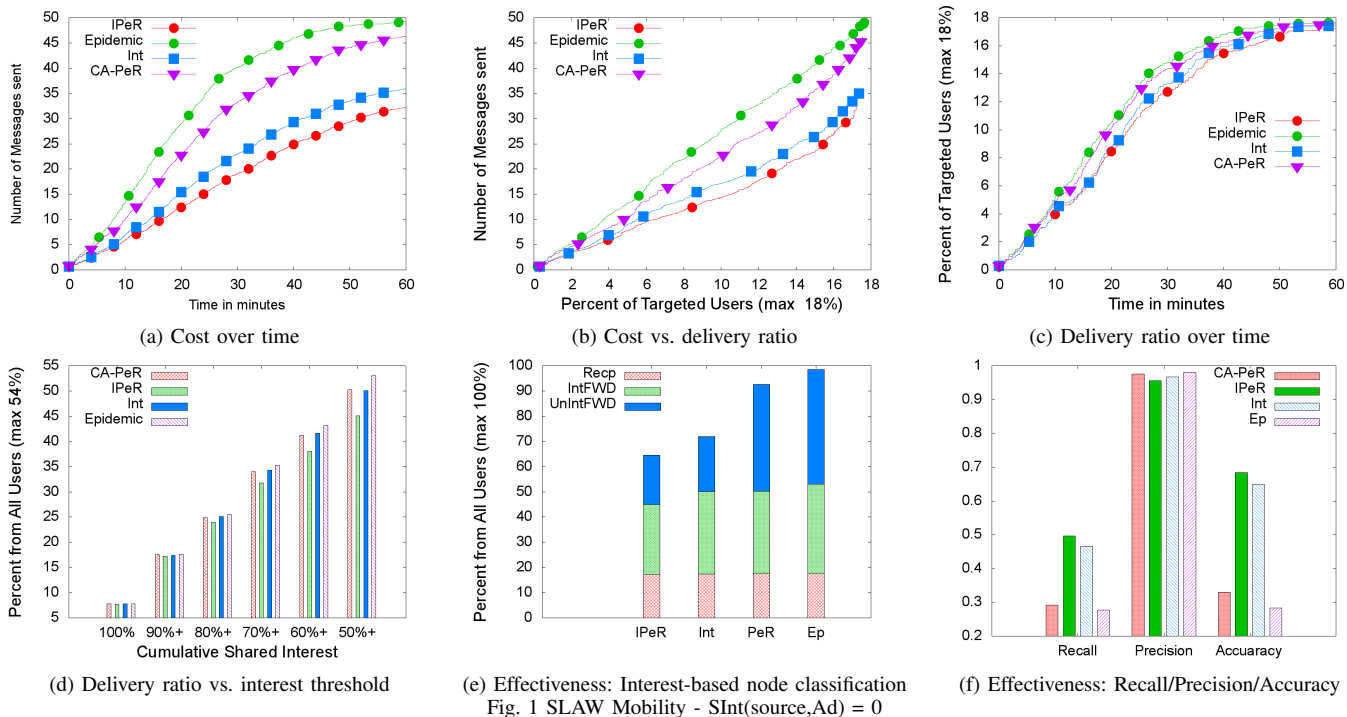 Number of Messages sent
50
45
40
35
30
25
20
15
10
5
0
IPeR
Epidemic
Int
CA-PeR
0 10 20 30 40 50 60
Time in minutes
(a) Cost over time
Number of Messages sent
50
45
40
35
30
25
20
15
10
5
0
IPeR
Epidemic
Int
CA-PeR
0 2 4 6 8 10 12 14 16 18
Percent of Targeted Users (max 18%)
(b) Cost vs. delivery ratio
Percent of Targeted Users (max 18%)
18
16
14
12
10
8
6
4
2
0
IPeR
Epidemic
Int
CA-PeR
0 10 20 30 40 50 60
Time in minutes
(c) Delivery ratio over time
Percent from All Users (max 54%)
55
50
45
40
35
30
25
20
15
10
5
CA-PeR
IPeR
Int
Epidemic
100% 90%+ 80%+ 70%+ 60%+ 50%+
Cumulative Shared Interest
(d) Delivery ratio vs. interest threshold
Percent from All Users (max 100%)
100
90
80
70
60
50
40
30
20
10
0
Recp
IntFWD
UnIntFWD
IPeR Int PeR Ep
(e) Effectiveness: Interest-based node classification
1
0.9
0.8
0.7
0.6
0.5
0.4
0.3
0.2
CA-PeR
IPeR
Int
Ep
Recall Precision Accuaracy
(f) Effectiveness: Recall/Precision/Accuracy
Fig. 1 SLAW Mobility - SInt(source,Ad) = 0